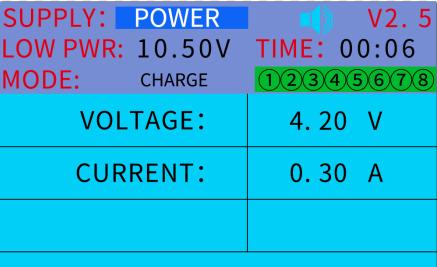 SUPPLY: POWER V2.5
LOW PWR: 10.50V TIME: 00:06
MODE: CHARGE ①②③④⑤⑥⑦⑧
VOLTAGE: 4.20 V
CURRENT: 0.30 A